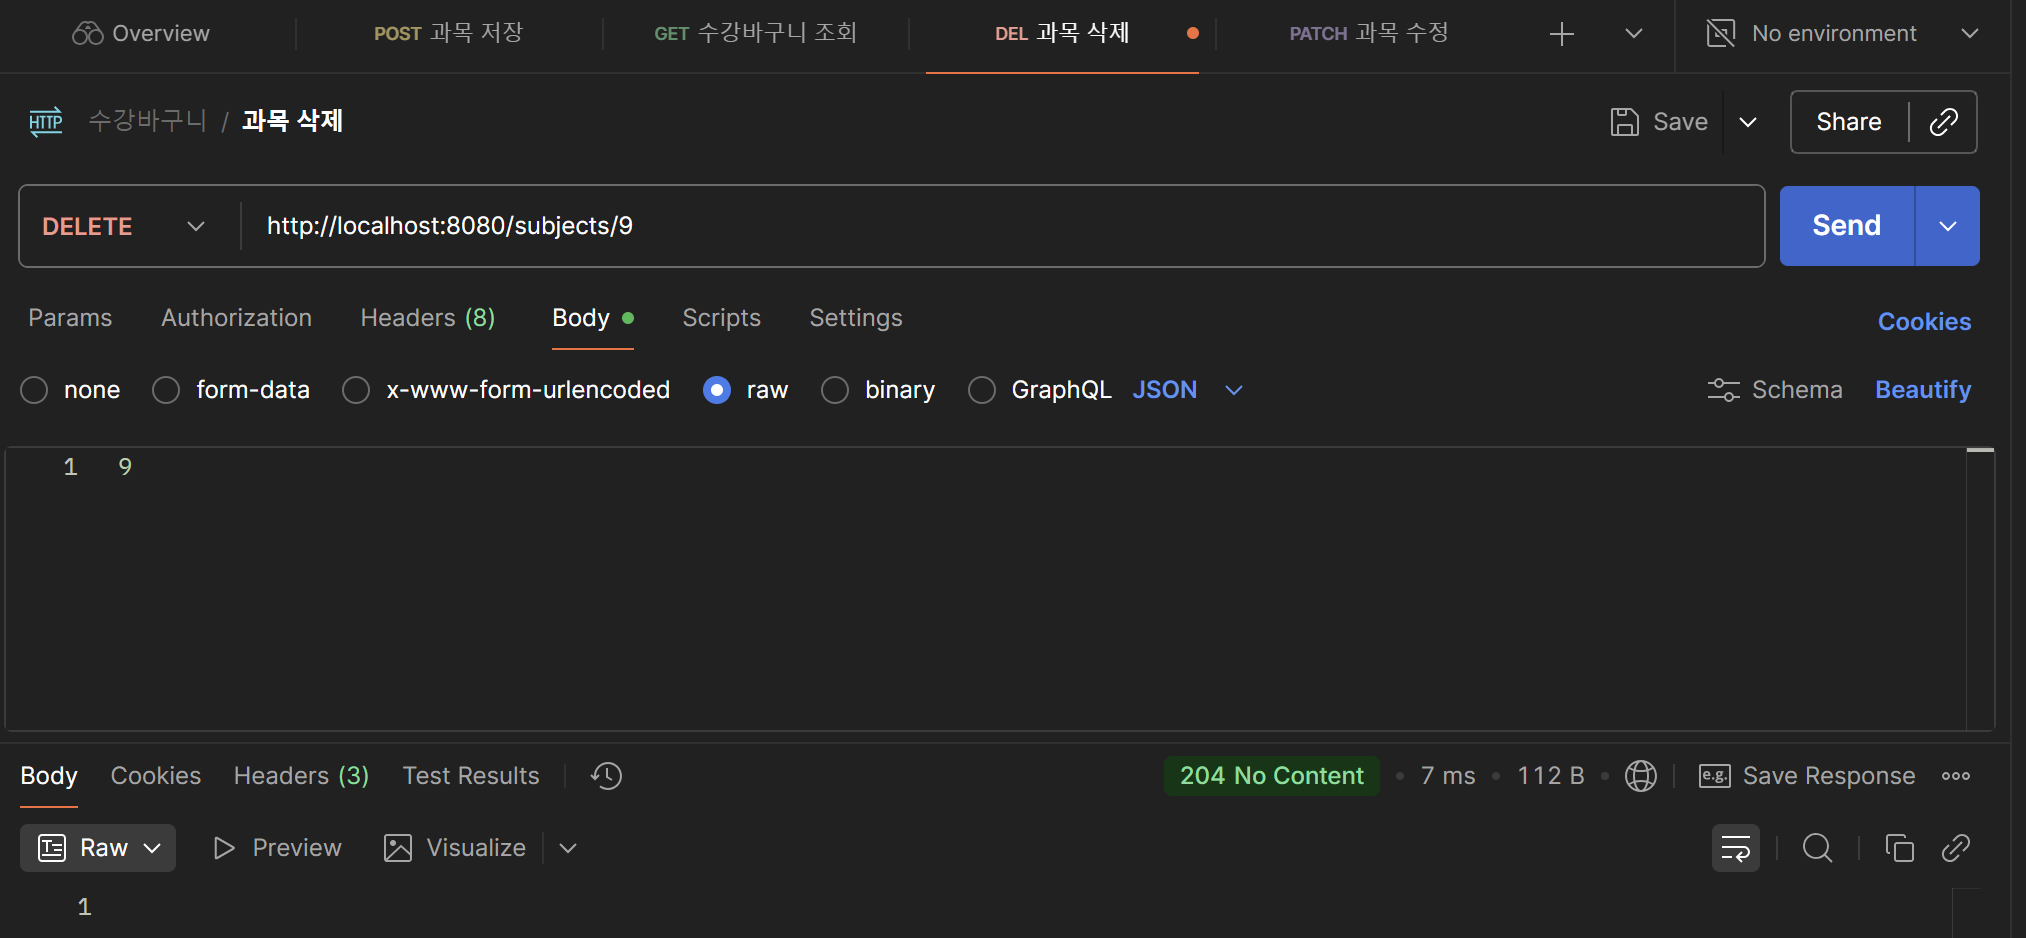 Overview POST 과목 저장 GET 수강바구니 조회 DEL 과목 삭제 PATCH 과목 수정 No environment
HTTP 수강바구니 / 과목 삭제 Save Share
DELETE http://localhost:8080/subjects/9 Send
Params Authorization Headers (8) Body Scripts Settings Cookies
none form-data x-www-form-urlencoded raw binary GraphQL JSON Schema Beautify
1 9
Body Cookies Headers (3) Test Results 204 No Content 7 ms 112 B e.g. Save Response
Raw Preview Visualize
1